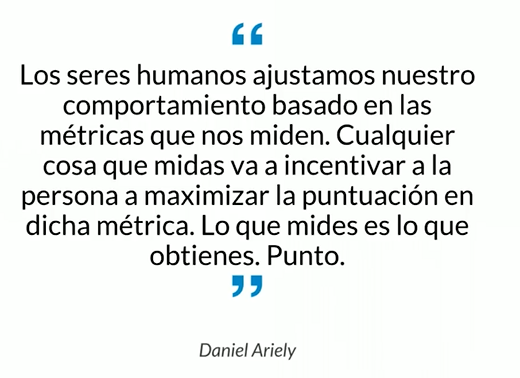 “
Los seres humanos ajustamos nuestro
comportamiento basado en las
métricas que nos miden. Cualquier
cosa que midas va a incentivar a la
persona a maximizar la puntuación en
dicha métrica. Lo que mides es lo que
obtienes. Punto.
”
Daniel Ariely